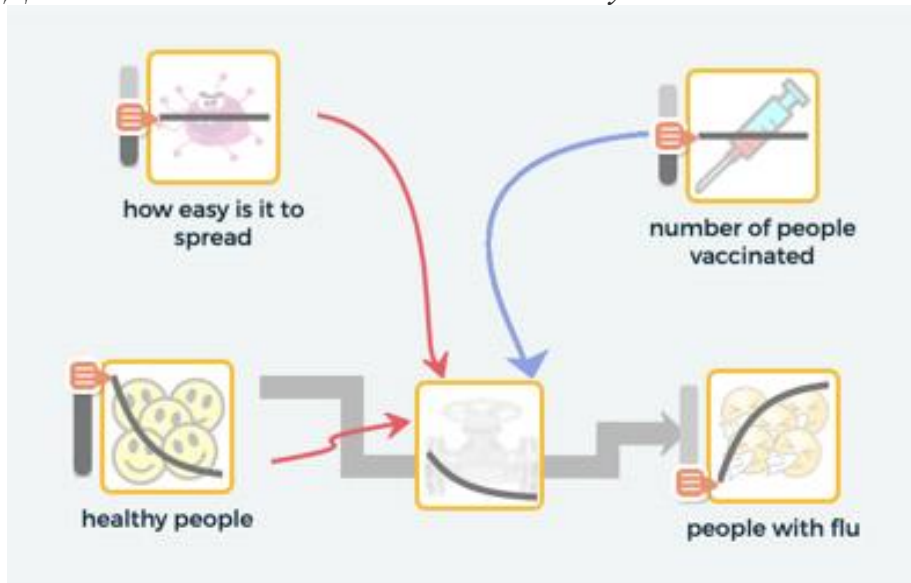 how easy is it to
spread
number of people
vaccinated
healthy people
people with flu